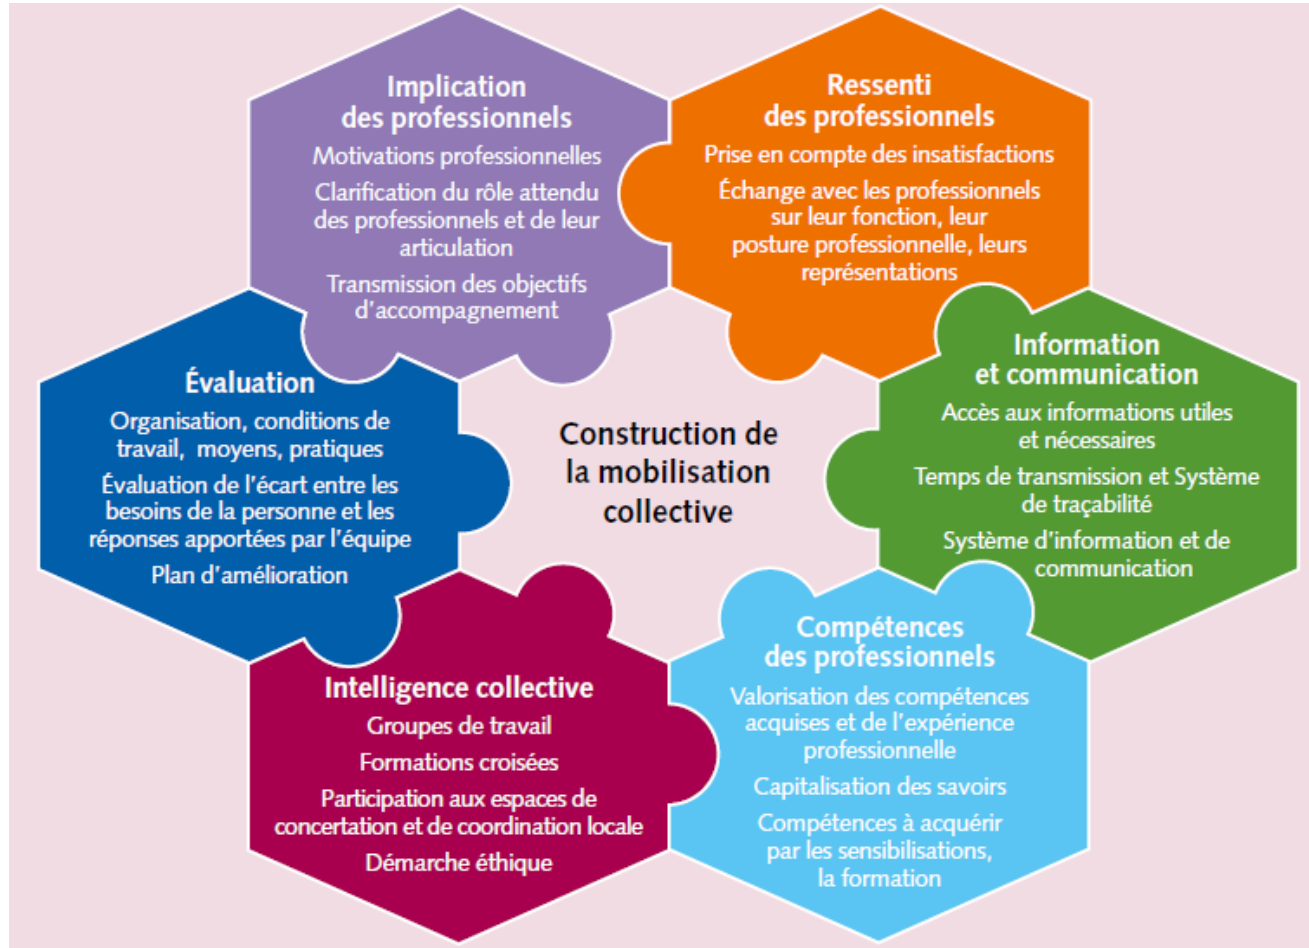 Implication
des professionnels
Motivations professionnelles
Clarification du rôle attendu
des professionnels et de leur
articulation
Transmission des objectifs
d'accompagnement
Ressenti
des professionnels
Prise en compte des insatisfactions
Échange avec les professionnels
sur leur fonction, leur
posture professionnelle, leurs
représentations
Évaluation
Organisation, conditions de
travail, moyens, pratiques
Évaluation de l'écart entre les
besoins de la personne et les
réponses apportées par l'équipe
Plan d'amélioration
Construction de
la mobilisation
collective
Information
et communication
Accès aux informations utiles
et nécessaires
Temps de transmission et Système
de traçabilité
Système d'information et de
communication
Intelligence collective
Groupes de travail
Formations croisées
Participation aux espaces de
concertation et de coordination locale
Démarche éthique
Compétences
des professionnels
Valorisation des compétences
acquises et de l'expérience
professionnelle
Capitalisation des savoirs
Compétences à acquérir
par les sensibilisations,
la formation